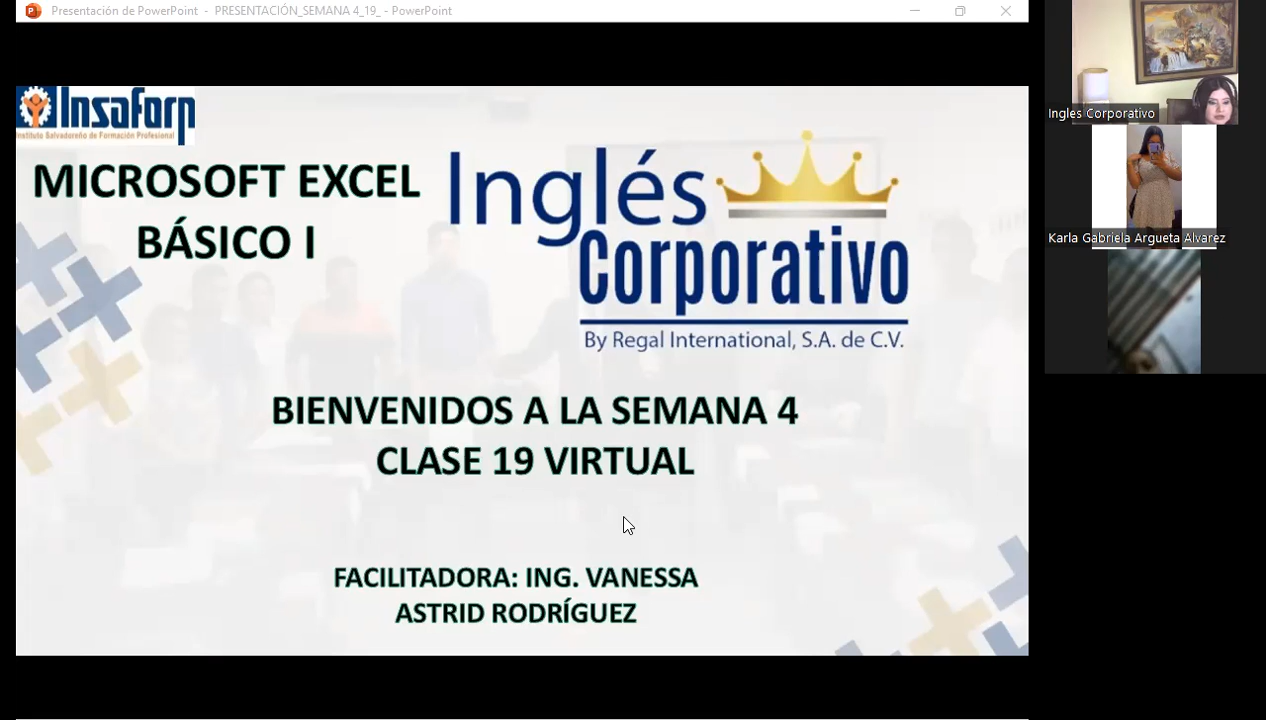 Presentación de PowerPoint - PRESENTACIÓN_SEMANA 4_19_ - PowerPoint
Insaforp
Instituto Salvadoreño de Formación Profesional
MICROSOFT EXCEL
BÁSICO I
Inglés
Corporativo
By Regal International, S.A. de C.V.
BIENVENIDOS A LA SEMANA 4
CLASE 19 VIRTUAL
FACILITADORA: ING. VANESSA
ASTRID RODRÍGUEZ
Ingles Corporativo
Karla Gabriela Argueta Alvarez